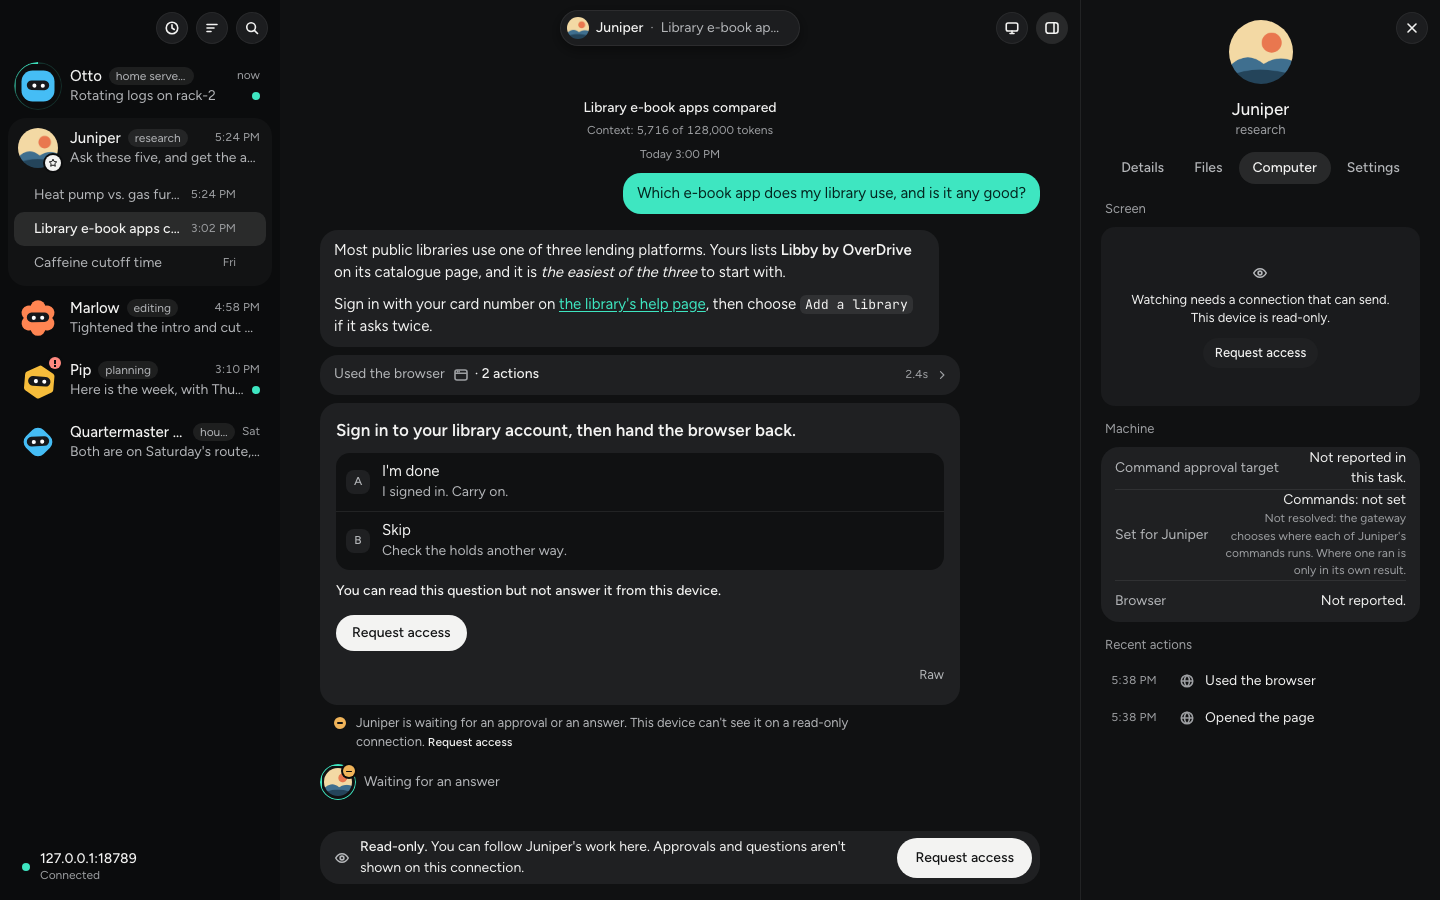 Otto home serve... now
Rotating logs on rack-2
Juniper research 5:24 PM
Ask these five, and get the a...
Heat pump vs. gas fur... 5:24 PM
Library e-book apps c... 3:02 PM
Caffeine cutoff time Fri
Marlow editing 4:58 PM
Tightened the intro and cut ...
Pip planning 3:10 PM
Here is the week, with Thu...
Quartermaster ... hou... Sat
Both are on Saturday's route,...
127.0.0.1:18789
Connected
Juniper · Library e-book ap...
Library e-book apps compared
Context: 5,716 of 128,000 tokens
Today 3:00 PM
Which e-book app does my library use, and is it any good?
Most public libraries use one of three lending platforms. Yours lists Libby by OverDrive
on its catalogue page, and it is the easiest of the three to start with.
Sign in with your card number on the library's help page, then choose Add a library
if it asks twice.
Used the browser · 2 actions 2.4s
Sign in to your library account, then hand the browser back.
A I'm done
I signed in. Carry on.
B Skip
Check the holds another way.
You can read this question but not answer it from this device.
Request access
Raw
Juniper is waiting for an approval or an answer. This device can't see it on a read-only
connection. Request access
Waiting for an answer
Read-only. You can follow Juniper's work here. Approvals and questions aren't
shown on this connection.
Request access
Juniper
research
Details Files Computer Settings
Screen
Watching needs a connection that can send.
This device is read-only.
Request access
Machine
Command approval target Not reported in
this task.
Set for Juniper Commands: not set
Not resolved: the gateway
chooses where each of Juniper's
commands runs. Where one ran is
only in its own result.
Browser Not reported.
Recent actions
5:38 PM Used the browser
5:38 PM Opened the page